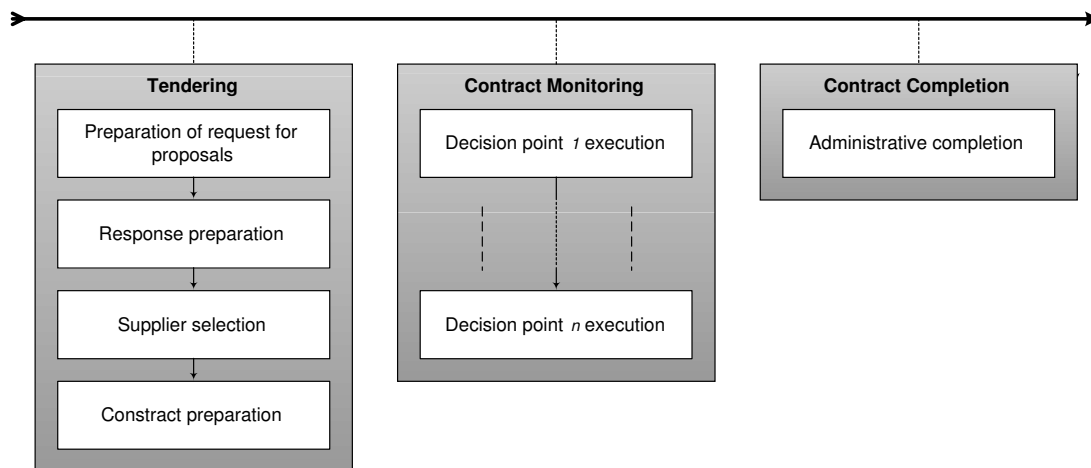 Tendering
Preparation of request for
proposals
Response preparation
Supplier selection
Constract preparation
Contract Monitoring
Decision point 1 execution
Decision point n execution
Contract Completion
Administrative completion